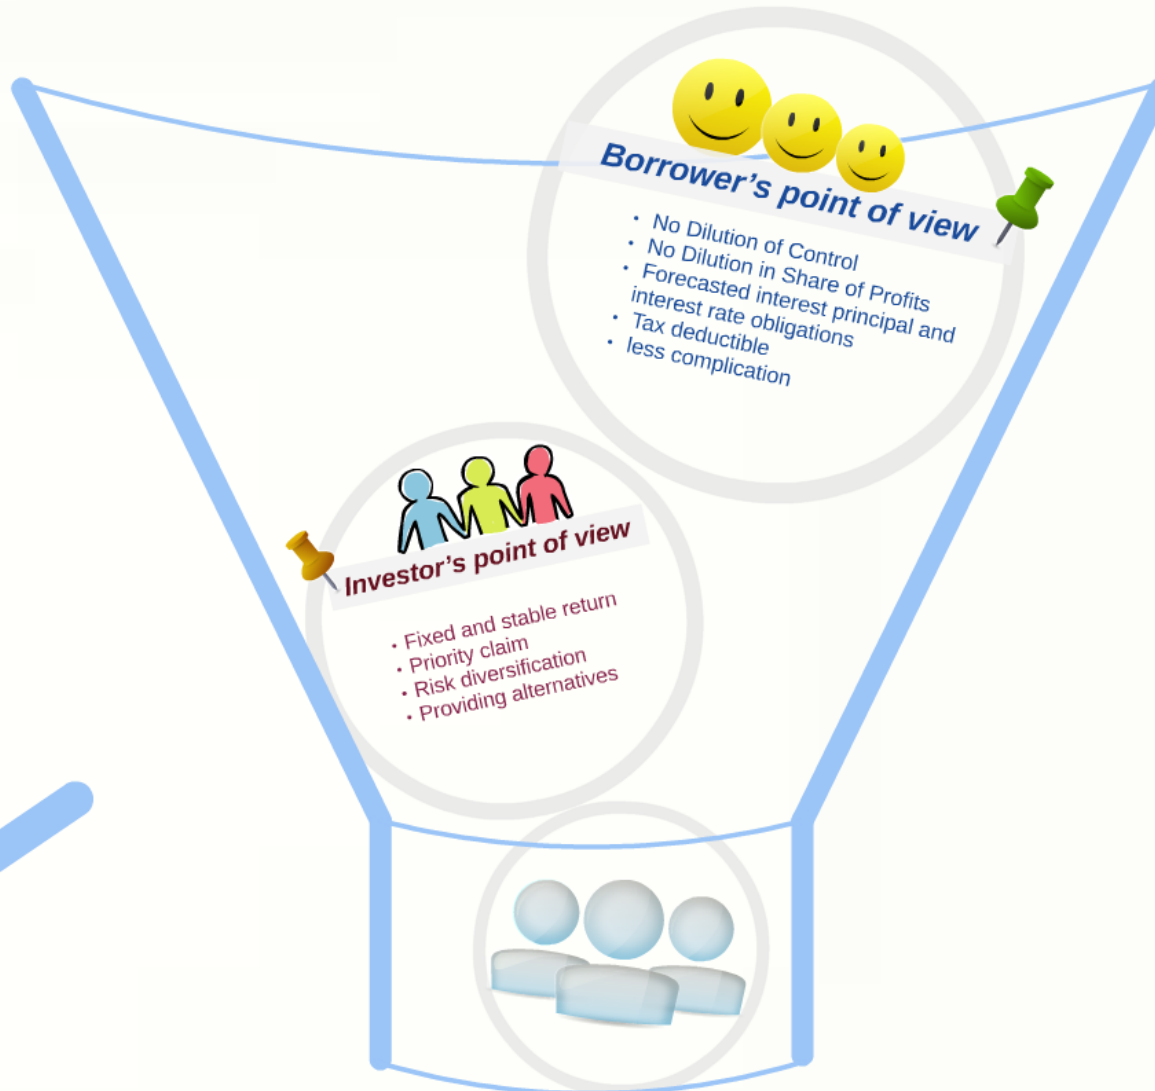 Borrower’s point of view
• No Dilution of Control
• No Dilution in Share of Profits
• Forecasted interest principal and
interest rate obligations
• Tax deductible
• less complication
Investor’s point of view
• Fixed and stable return
• Priority claim
• Risk diversification
• Providing alternatives